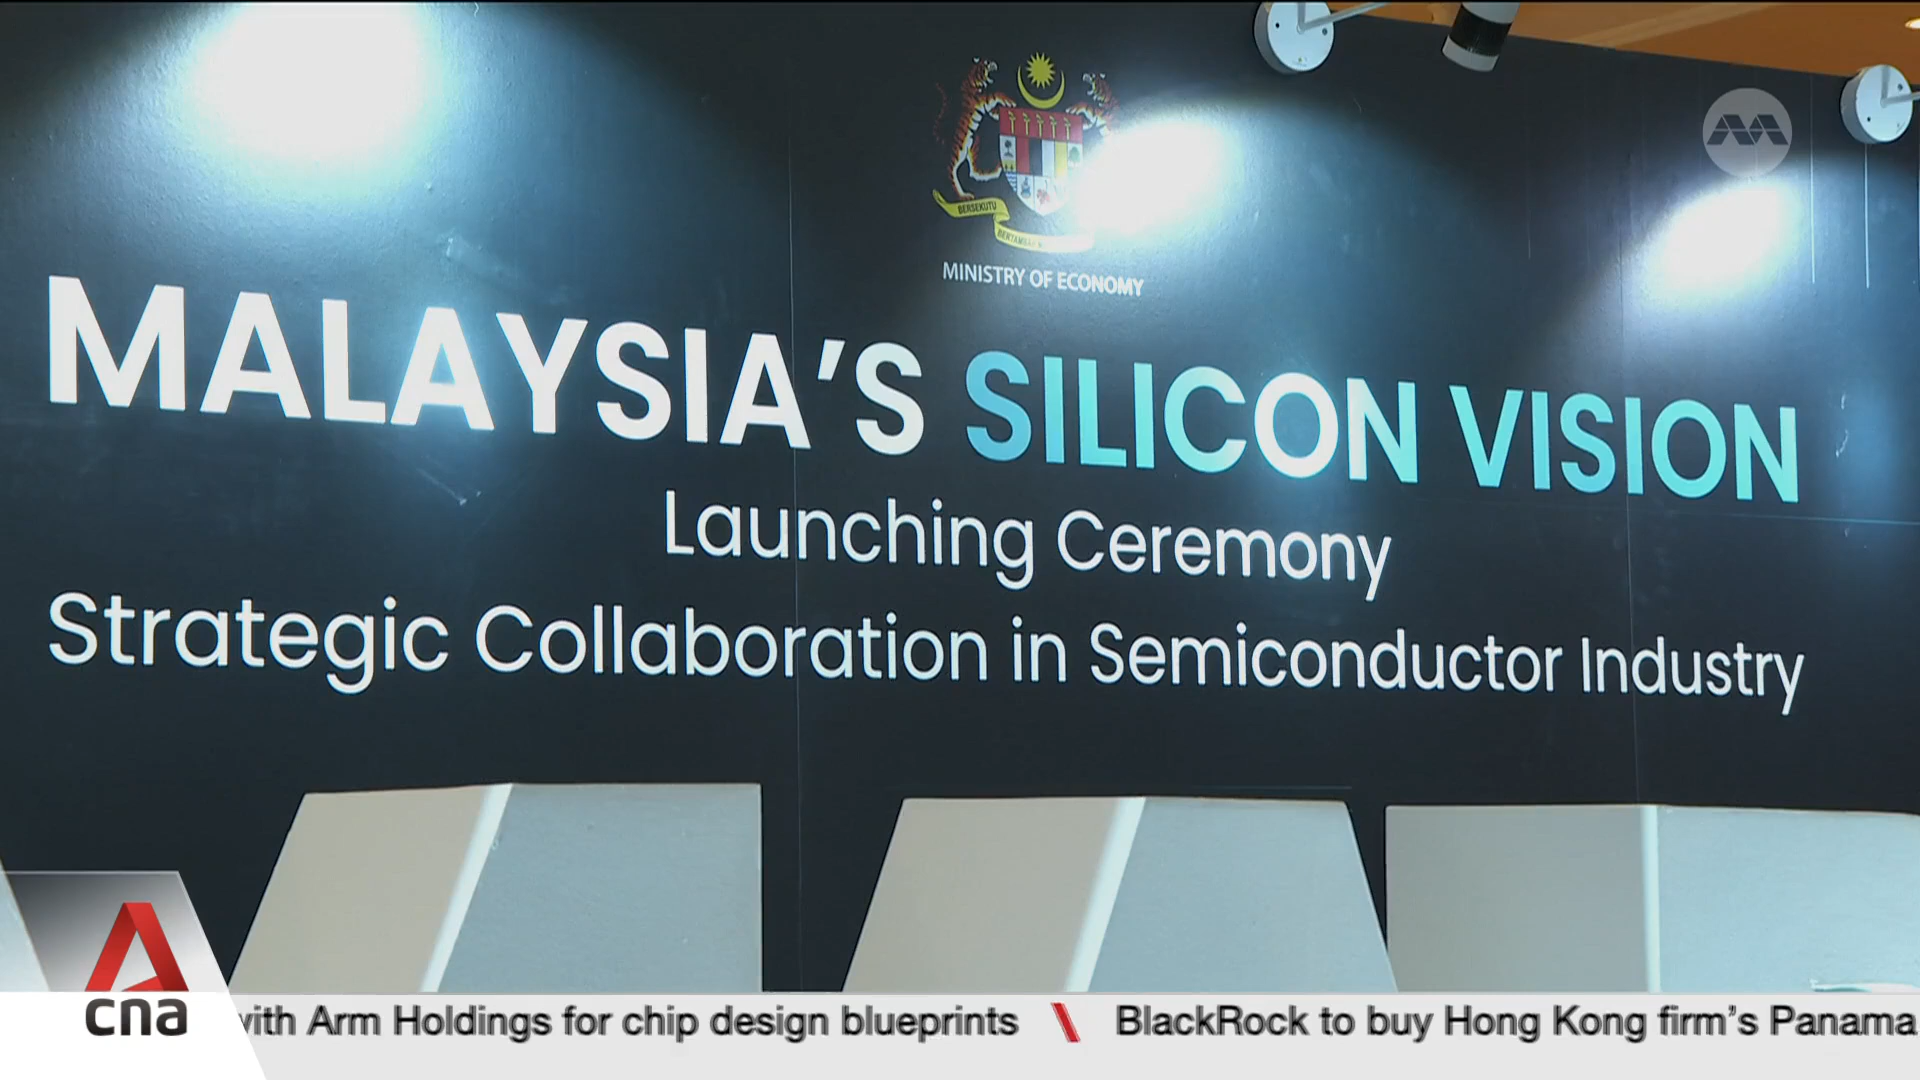 BERSEKUTU
MINISTRY OF ECONOMY
MALAYSIA'S SILICON VISION
Launching Ceremony
Strategic Collaboration in Semiconductor Industry
cna
with Arm Holdings for chip design blueprints \ BlackRock to buy Hong Kong firm's Panama